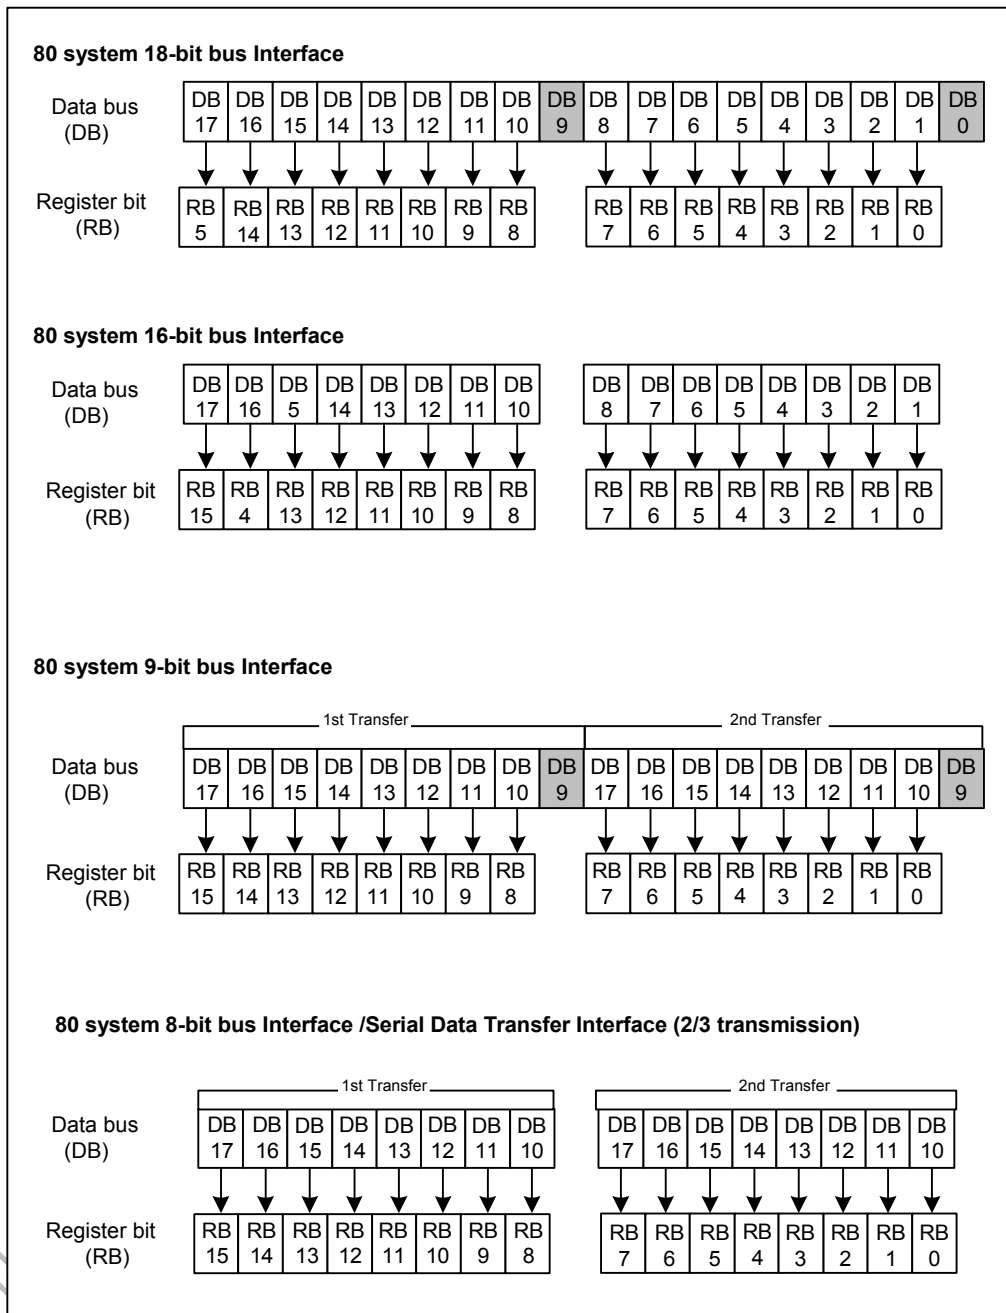 80 system 18-bit bus Interface
Data bus (DB)
DB 17 DB 16 DB 15 DB 14 DB 13 DB 12 DB 11 DB 10 DB 9 DB 8 DB 7 DB 6 DB 5 DB 4 DB 3 DB 2 DB 1 DB 0
Register bit (RB)
RB 5 RB 14 RB 13 RB 12 RB 11 RB 10 RB 9 RB 8 RB 7 RB 6 RB 5 RB 4 RB 3 RB 2 RB 1 RB 0
80 system 16-bit bus Interface
Data bus (DB)
DB 17 DB 16 DB 5 DB 14 DB 13 DB 12 DB 11 DB 10 DB 8 DB 7 DB 6 DB 5 DB 4 DB 3 DB 2 DB 1
Register bit (RB)
RB 15 RB 4 RB 13 RB 12 RB 11 RB 10 RB 9 RB 8 RB 7 RB 6 RB 5 RB 4 RB 3 RB 2 RB 1 RB 0
80 system 9-bit bus Interface
1st Transfer 2nd Transfer
Data bus (DB)
DB 17 DB 16 DB 15 DB 14 DB 13 DB 12 DB 11 DB 10 DB 9 DB 17 DB 16 DB 15 DB 14 DB 13 DB 12 DB 11 DB 10 DB 9
Register bit (RB)
RB 15 RB 14 RB 13 RB 12 RB 11 RB 10 RB 9 RB 8 RB 7 RB 6 RB 5 RB 4 RB 3 RB 2 RB 1 RB 0
80 system 8-bit bus Interface /Serial Data Transfer Interface (2/3 transmission)
1st Transfer 2nd Transfer
Data bus (DB)
DB 17 DB 16 DB 15 DB 14 DB 13 DB 12 DB 11 DB 10 DB 17 DB 16 DB 15 DB 14 DB 13 DB 12 DB 11 DB 10
Register bit (RB)
RB 15 RB 14 RB 13 RB 12 RB 11 RB 10 RB 9 RB 8 RB 7 RB 6 RB 5 RB 4 RB 3 RB 2 RB 1 RB 0